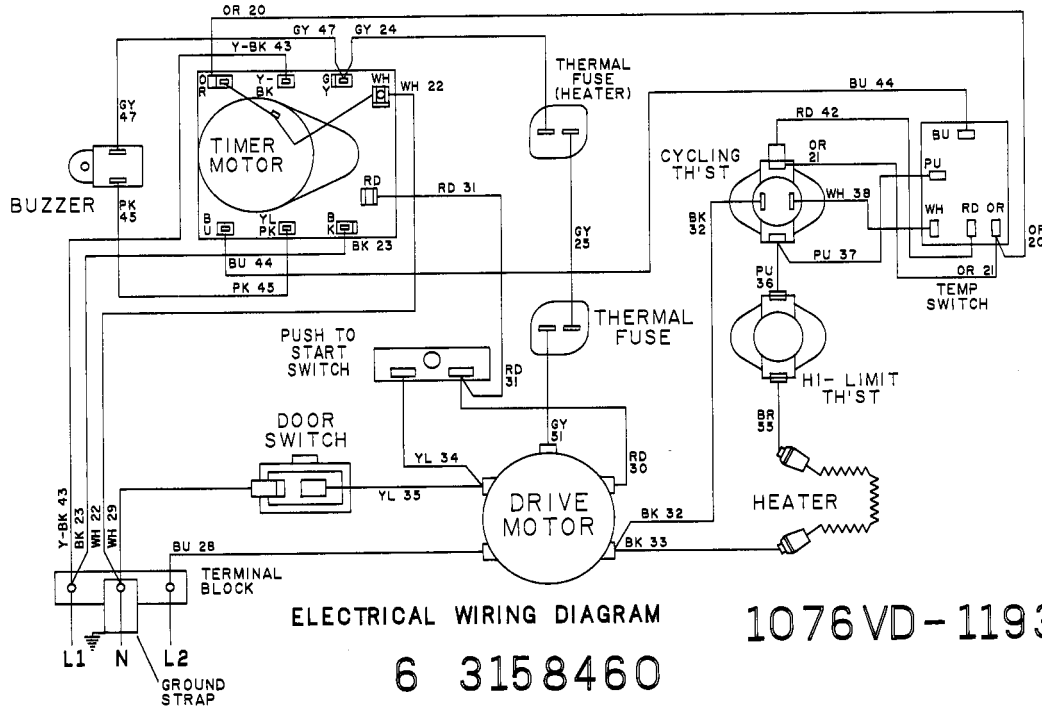 OR 20
GY 47
GY 24
Y-BK 43
OR
Y-BK
GY
WH
WH 22
THERMAL
FUSE
(HEATER)
BU 44
GY
47
TIMER
MOTOR
RD 42
CYCLING
TH'ST
OR
21
BU
PU
RD
RD 31
WH 38
WH
RD
OR
BUZZER
PK
45
BU
YL
PK
BK
BK 23
BU 44
PK 45
GY
25
BK
32
PU 37
OR
20
PU
36
OR 21
TEMP
SWITCH
PUSH TO
START
SWITCH
THERMAL
FUSE
RD
31
HI-LIMIT
TH'ST
DOOR
SWITCH
GY
51
BR
55
YL 34
RD
30
YL 35
DRIVE
MOTOR
HEATER
BK 32
BK 33
Y-BK 43
BK 23
WH 22
WH 29
BU 28
TERMINAL
BLOCK
L1
N
L2
GROUND
STRAP
ELECTRICAL WIRING DIAGRAM
1076VD-1193
6 3158460